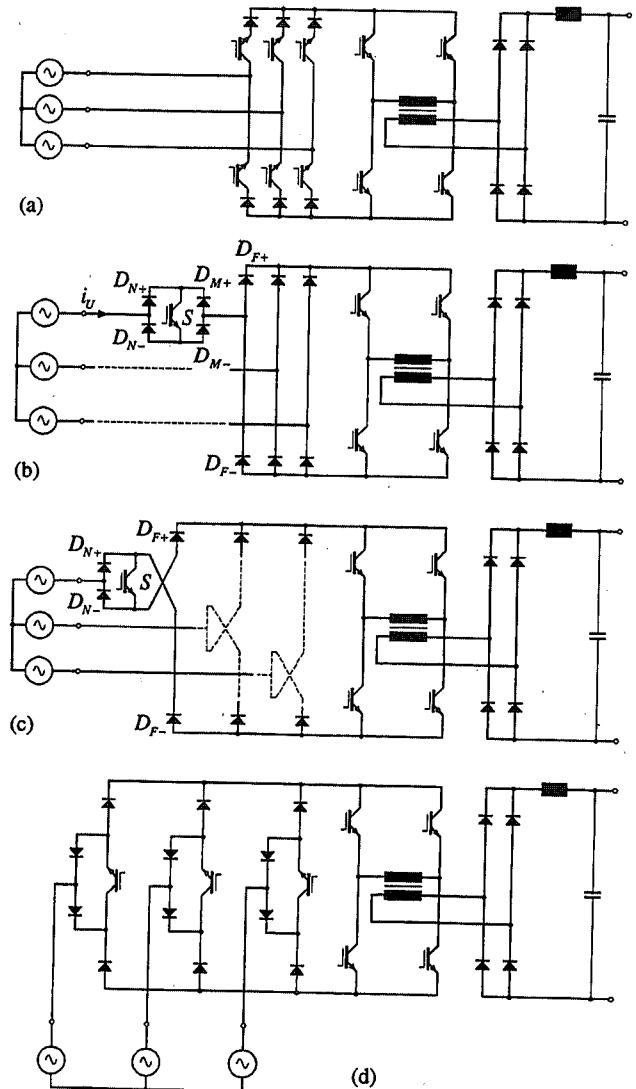 (a)
D_{F+}
D_{N+} D_{M+}
i_U
S
D_{N-}
D_{M-}
(b)
D_{F-}
D_{N+} D_{F+}
S
D_{N-}
(c)
D_{F-}
(d)